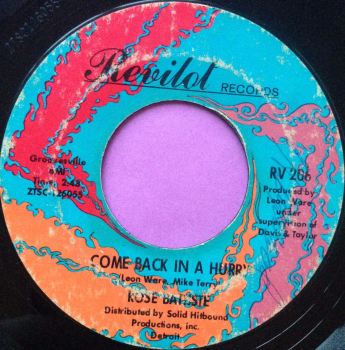 Revilot
RECORDS
Groovesville
BMI
Time: 2:48
ZTSC-126055
RV 206
Produced by
Leon Ware
under
supervision of
Davis & Taylor
COME BACK IN A HURRY
(Leon Ware, Mike Terry)
ROSE BATISTE
Distributed by Solid Hitbound
Productions, inc.
Detroit